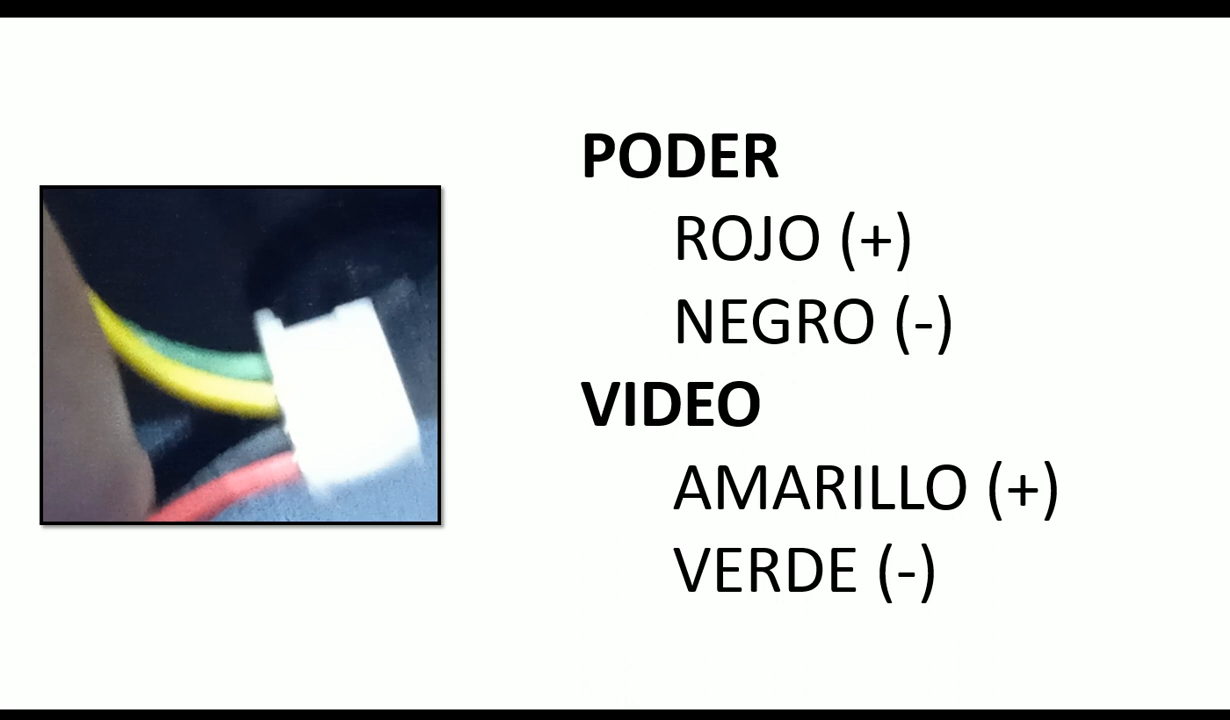 PODER
ROJO (+)
NEGRO (-)
VIDEO
AMARILLO (+)
VERDE (-)